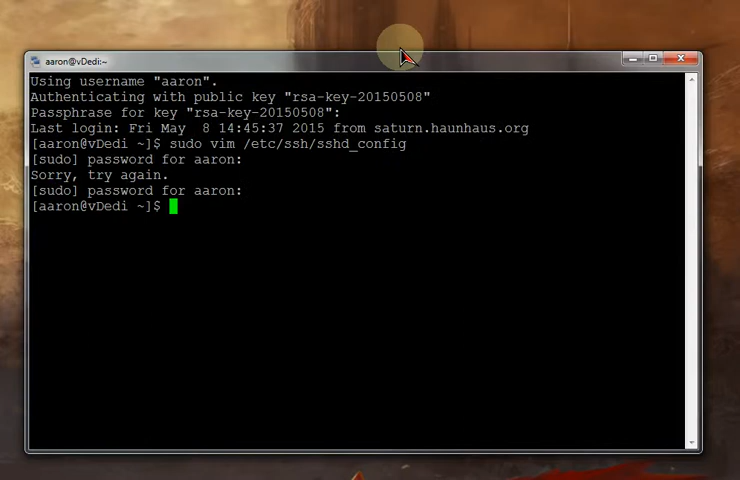 aaron@vDedi:~
Using username "aaron".
Authenticating with public key "rsa-key-20150508"
Passphrase for key "rsa-key-20150508":
Last login: Fri May  8 14:45:37 2015 from saturn.haunhaus.org
[aaron@vDedi ~]$ sudo vim /etc/ssh/sshd_config
[sudo] password for aaron:
Sorry, try again.
[sudo] password for aaron:
[aaron@vDedi ~]$